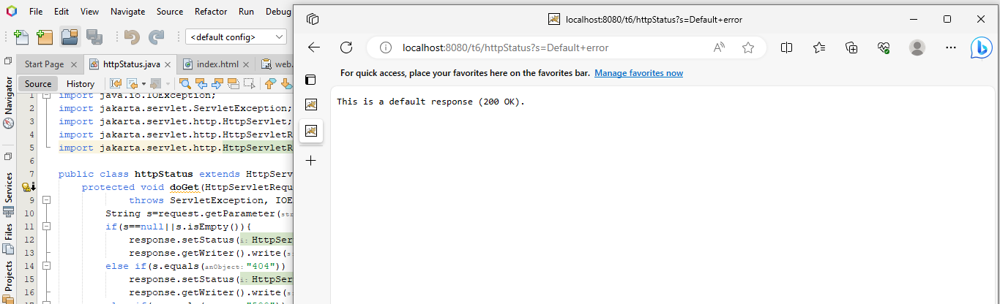 File Edit View Navigate Source Refactor Run Debug
<default config>
Start Page httpStatus.java index.html web.
Source History
Navigator
Services
Files
Projects
1 import java.io.IOException;
2 import jakarta.servlet.ServletException;
3 import jakarta.servlet.http.HttpServlet;
4 import jakarta.servlet.http.HttpServletR
5 import jakarta.servlet.http.HttpServletR
6
7 public class httpStatus extends HttpServ
protected void doGet(HttpServletRequ
9 throws ServletException, IOE
10 String s=request.getParameter(str
11 if(s==null||s.isEmpty()){
12 response.setStatus(i: HttpSer
13 response.getWriter().write(s
14 else if(s.equals(anObject: "404"))
15 response.setStatus(i: HttpSer
16 response.getWriter().write(s
localhost:8080/t6/httpStatus?s=Default+error
localhost:8080/t6/httpStatus?s=Default+error
For quick access, place your favorites here on the favorites bar. Manage favorites now
This is a default response (200 OK).